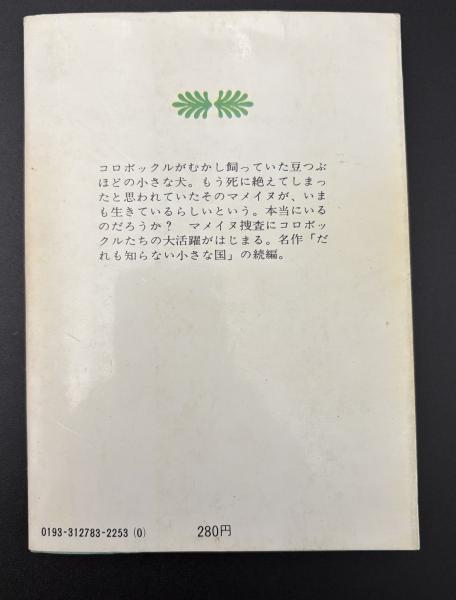 コロボックルがむかし飼っていた豆つぶ
ほどの小さな犬。もう死に絶えてしまっ
たと思われていたそのマメイヌが、いま
も生きているらしいという。本当にいる
のだろうか？　マメイヌ捜査にコロボッ
クルたちの大活躍がはじまる。名作「だ
れも知らない小さな国」の続編。
0193-312783-2253 (0)
280円